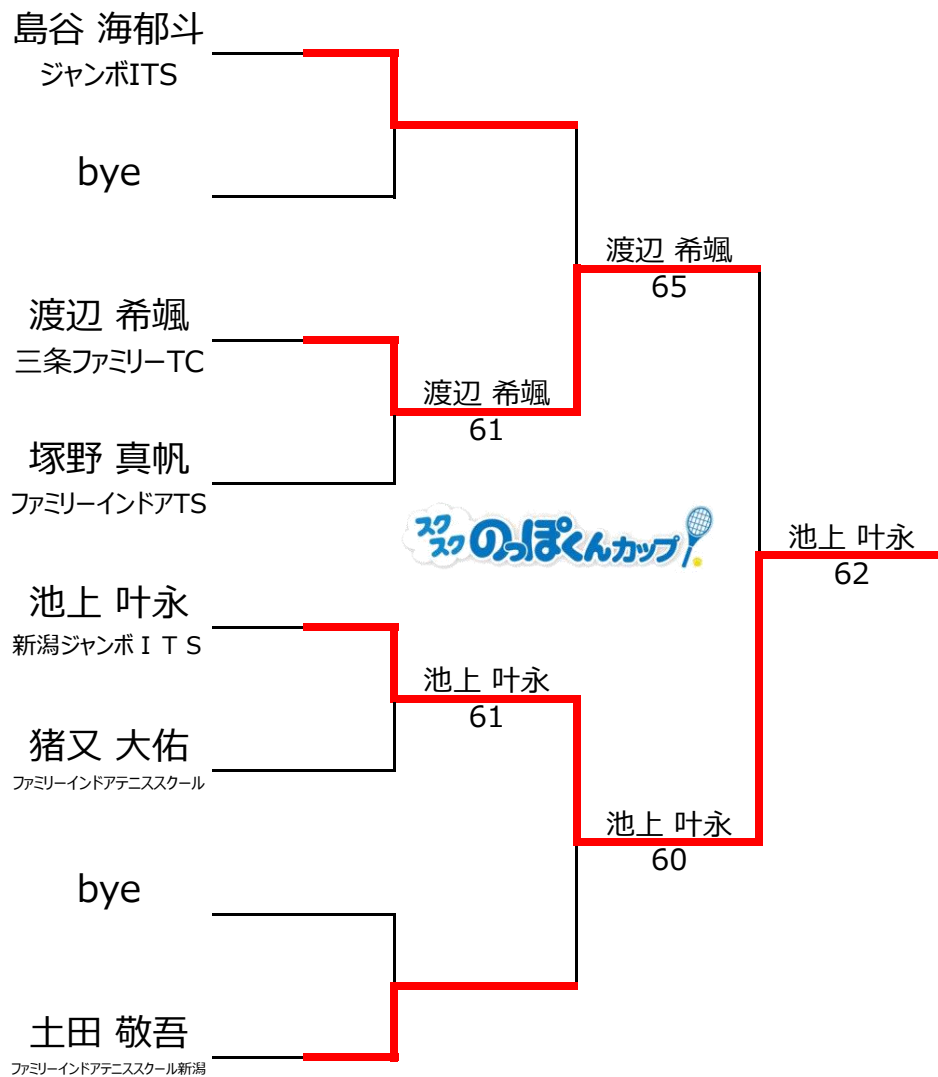 島谷 海郁斗
ジャンボITS
bye
渡辺 希颯
65
渡辺 希颯
三条ファミリーTC
渡辺 希颯
61
塚野 真帆
ファミリーインドアTS
スクスク のっぽくんカップ
池上 叶永
62
池上 叶永
新潟ジャンボＩＴＳ
池上 叶永
61
猪又 大佑
ファミリーインドアテニススクール
池上 叶永
60
bye
土田 敬吾
ファミリーインドアテニススクール新潟